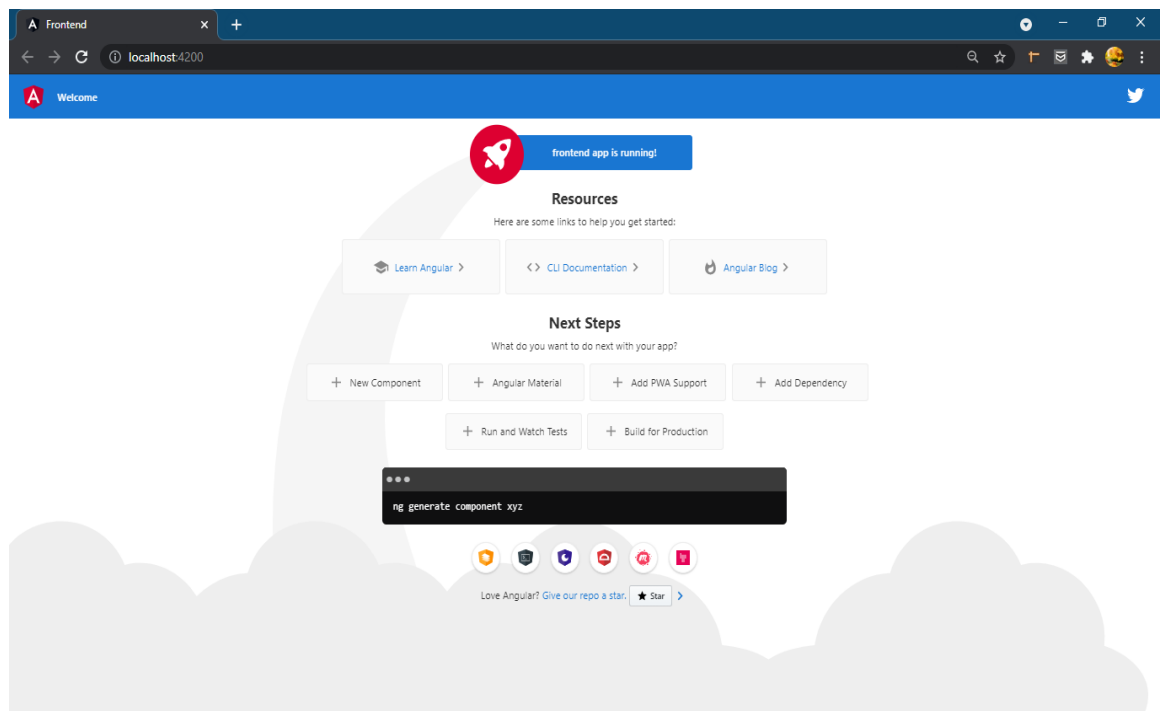 Frontend
localhost:4200
Welcome
frontend app is running!
Resources
Here are some links to help you get started:
Learn Angular
CLI Documentation
Angular Blog
Next Steps
What do you want to do next with your app?
New Component
Angular Material
Add PWA Support
Add Dependency
Run and Watch Tests
Build for Production
ng generate component xyz
Love Angular? Give our repo a star. Star